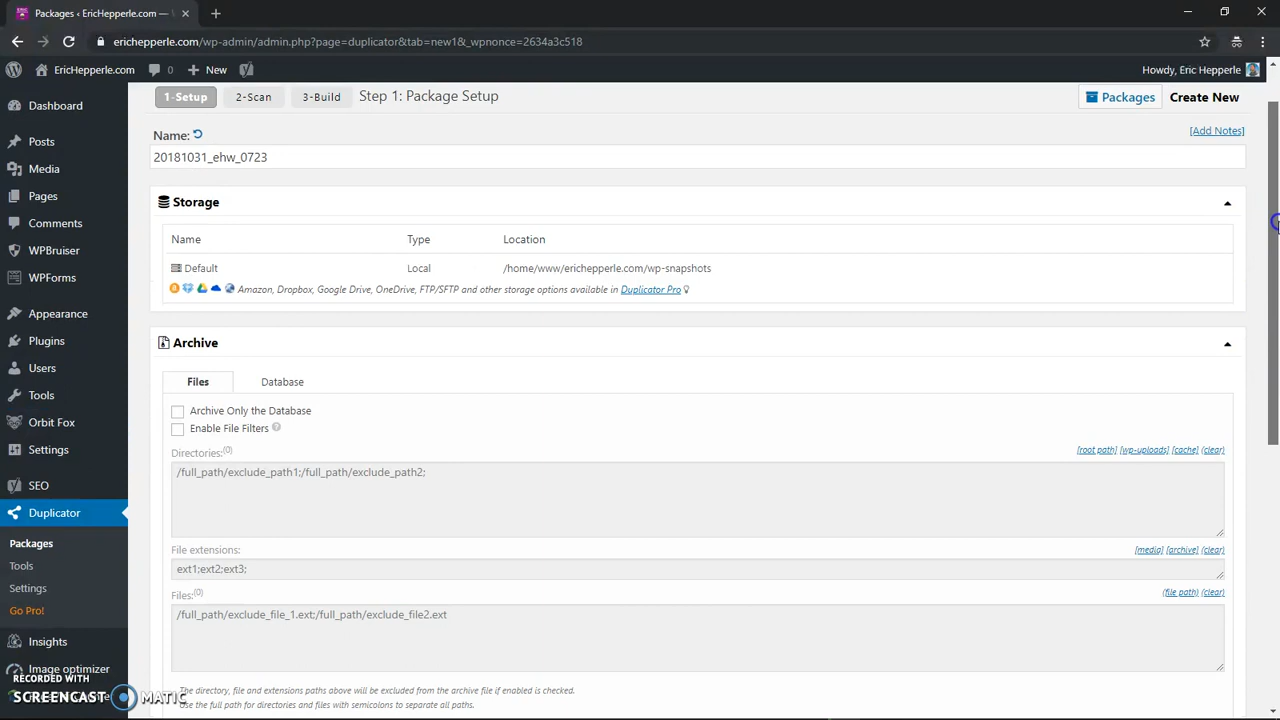 Packages ‹ EricHepperle.com —
erichepperle.com/wp-admin/admin.php?page=duplicator&tab=new1&_wpnonce=2634a3c518
EricHepperle.com 0 New Howdy, Eric Hepperle
Dashboard
Posts
Media
Pages
Comments
WPBruiser
WPForms
Appearance
Plugins
Users
Tools
Orbit Fox
Settings
SEO
Duplicator
Packages
Tools
Settings
Go Pro!
Insights
Image optimizer
1-Setup 2-Scan 3-Build Step 1: Package Setup Packages Create New
Name: [Add Notes]
20181031_ehw_0723
Storage
Name Type Location
Default Local /home/www/erichepperle.com/wp-snapshots
Amazon, Dropbox, Google Drive, OneDrive, FTP/SFTP and other storage options available in Duplicator Pro
Archive
Files Database
Archive Only the Database
Enable File Filters
Directories:(0) [root path] [wp-uploads] [cache] (clear)
/full_path/exclude_path1;/full_path/exclude_path2;
File extensions: [media] [archive] (clear)
ext1;ext2;ext3;
Files:(0) (file path) (clear)
/full_path/exclude_file_1.ext;/full_path/exclude_file2.ext
The directory, file and extensions paths above will be excluded from the archive file if enabled is checked.
Use the full path for directories and files with semicolons to separate all paths.
RECORDED WITH
SCREENCAST MATIC